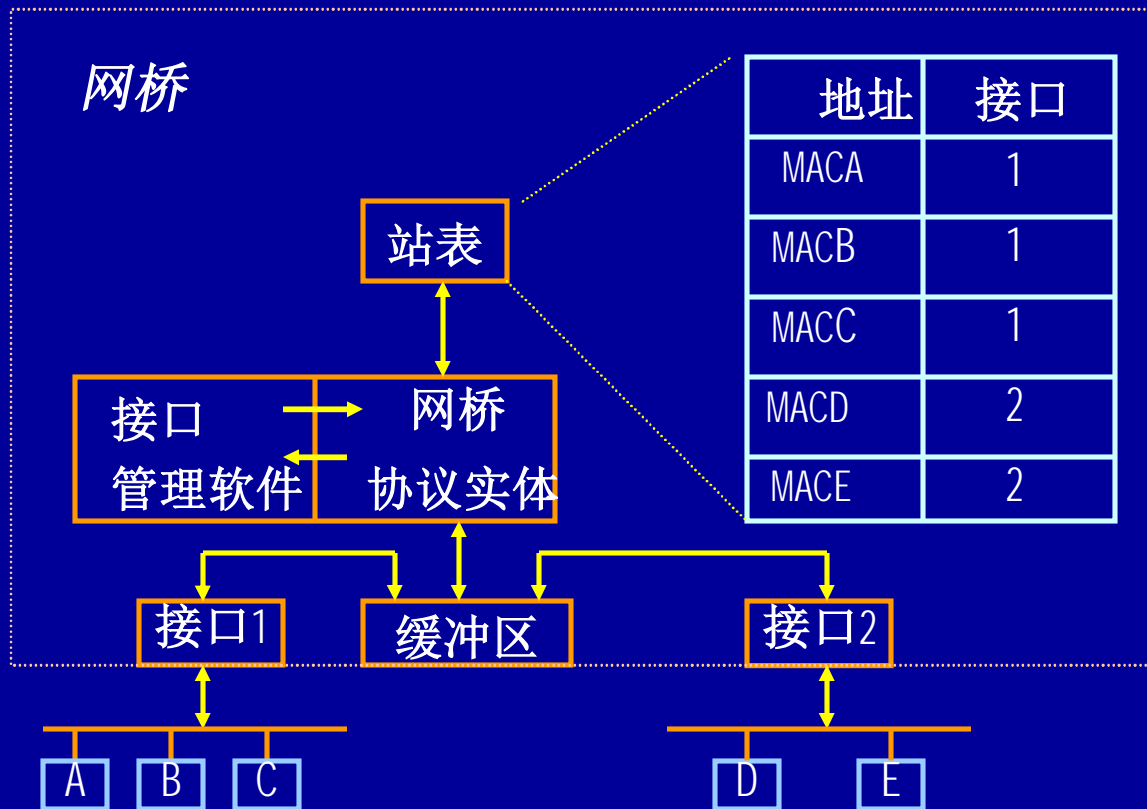 网桥
地址 接口
MACA 1
MACB 1
MACC 1
MACD 2
MACE 2
站表
接口
管理软件
网桥
协议实体
接口1
缓冲区
接口2
A B C D E